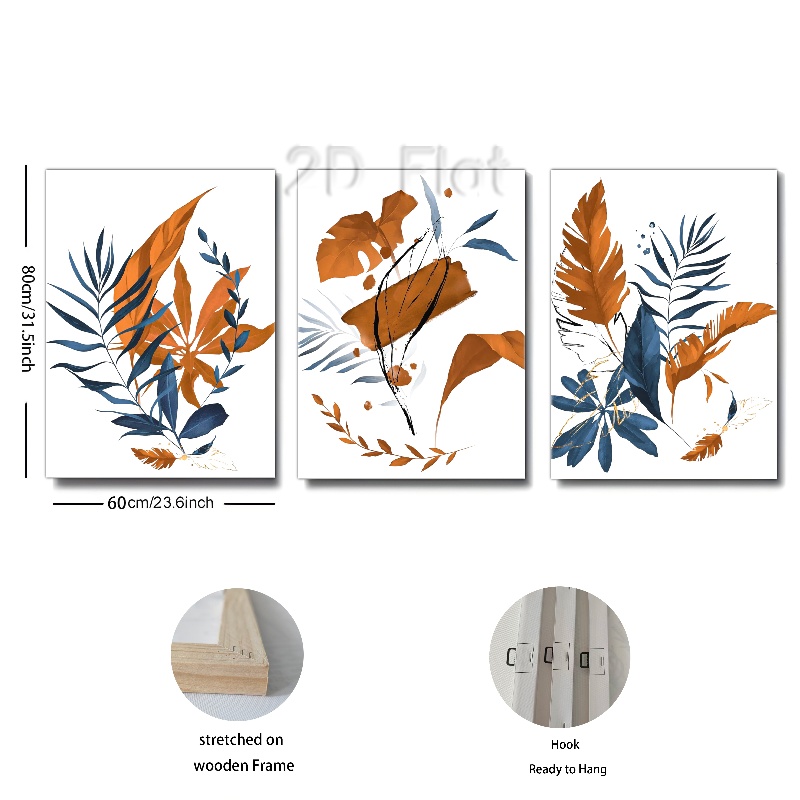 2D Flat
80cm/31.5inch
60cm/23.6inch
stretched on
wooden Frame
Hook
Ready to Hang